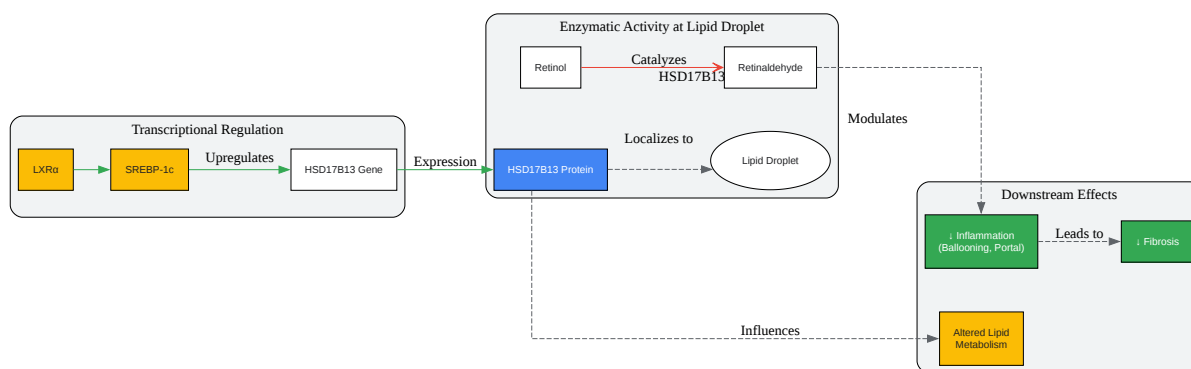 Enzymatic Activity at Lipid Droplet
Retinol
Catalyzes
HSD17B13
Retinaldehyde
Transcriptional Regulation
LXRα
SREBP-1c
Upregulates
HSD17B13 Gene
Expression
HSD17B13 Protein
Localizes to
Lipid Droplet
Modulates
Downstream Effects
↓ Inflammation
(Ballooning, Portal)
Leads to
↓ Fibrosis
Influences
Altered Lipid
Metabolism